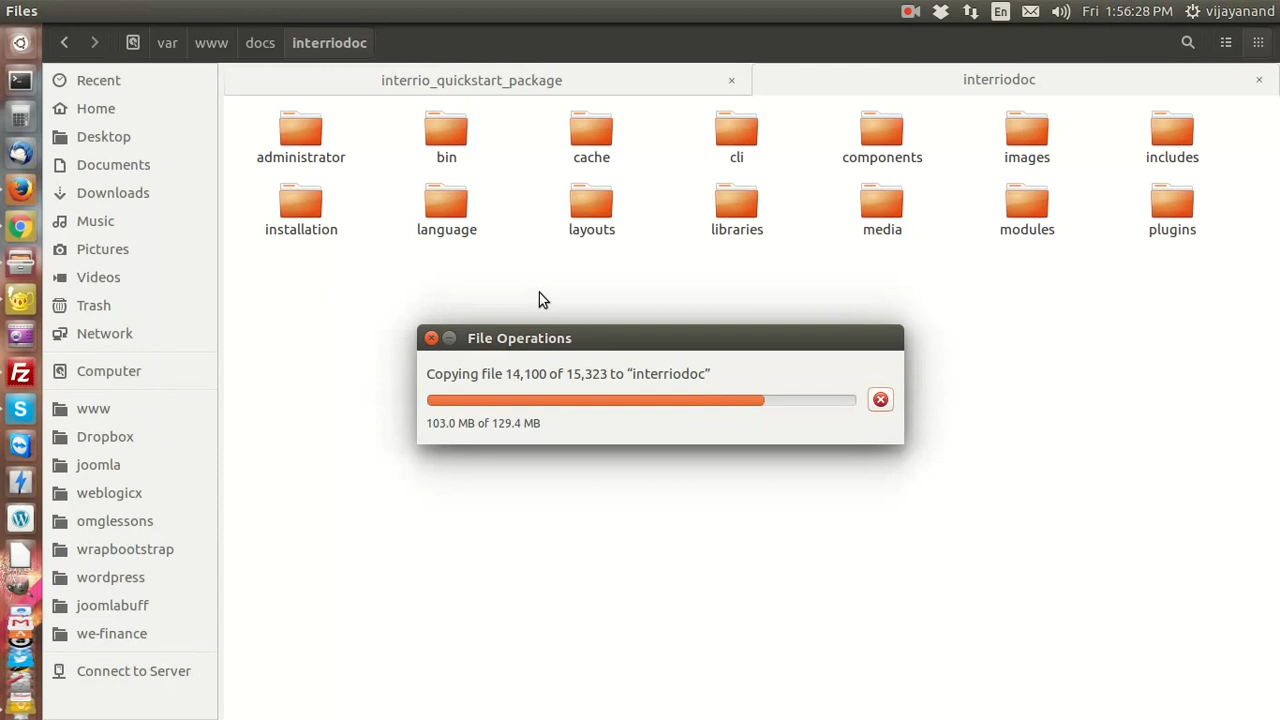 Files
En
Fri 1:56:28 PM
vijayanand
var
www
docs
interriodoc
Recent
Home
Desktop
Documents
Downloads
Music
Pictures
Videos
Trash
Network
Computer
www
Dropbox
joomla
weblogicx
omglessons
wrapbootstrap
wordpress
joomlabuff
we-finance
Connect to Server
interrio_quickstart_package
interriodoc
administrator
bin
cache
cli
components
images
includes
installation
language
layouts
libraries
media
modules
plugins
File Operations
Copying file 14,100 of 15,323 to “interriodoc”
103.0 MB of 129.4 MB